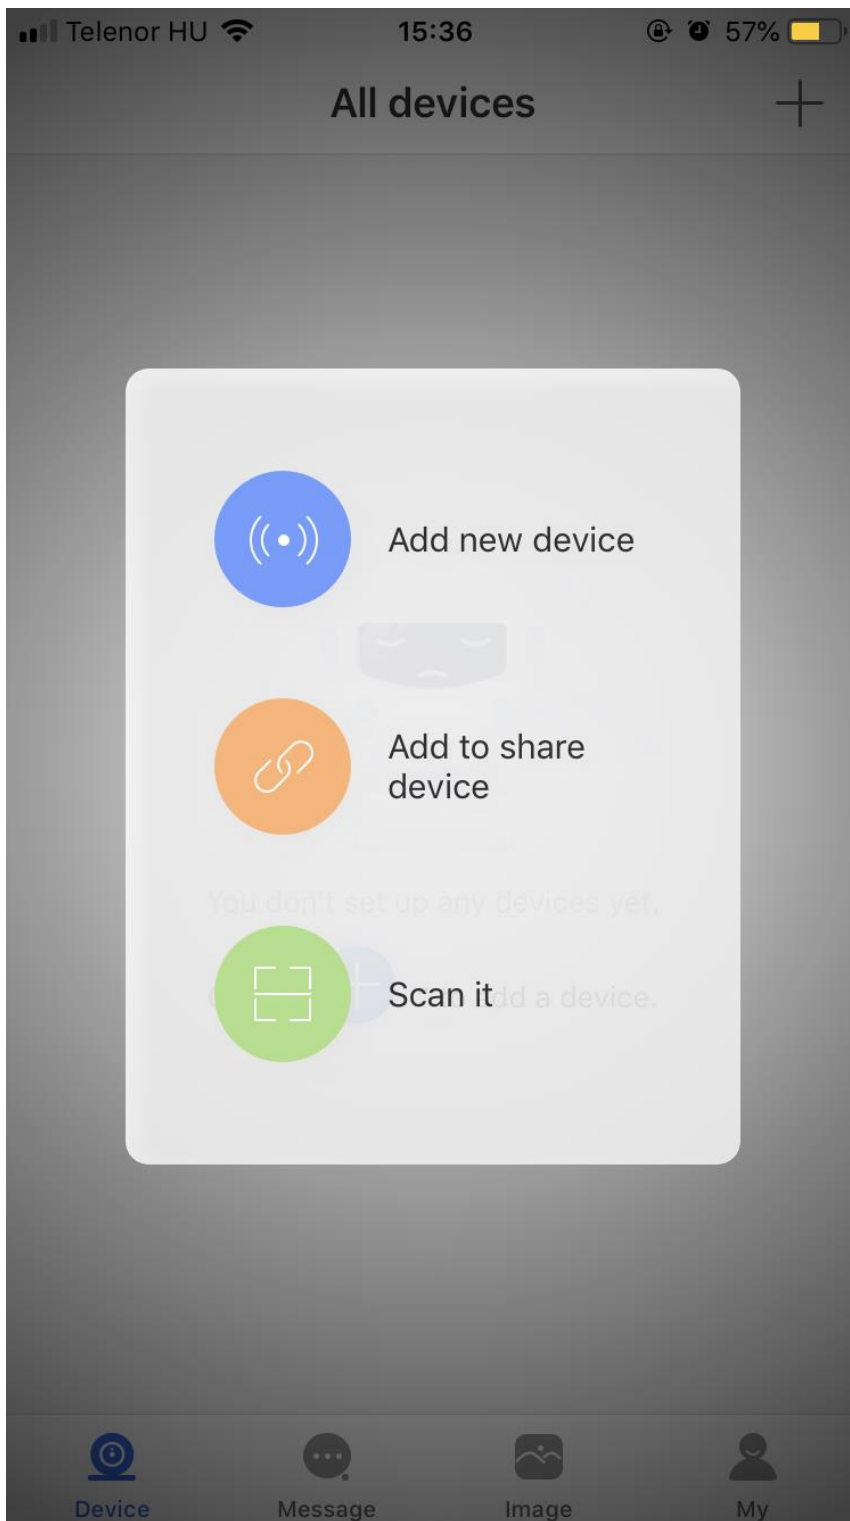 Telenor HU 15:36 57%
All devices
Add new device
Add to share
device
You don't set up any devices yet.
Scan it add a device.
Device Message Image My